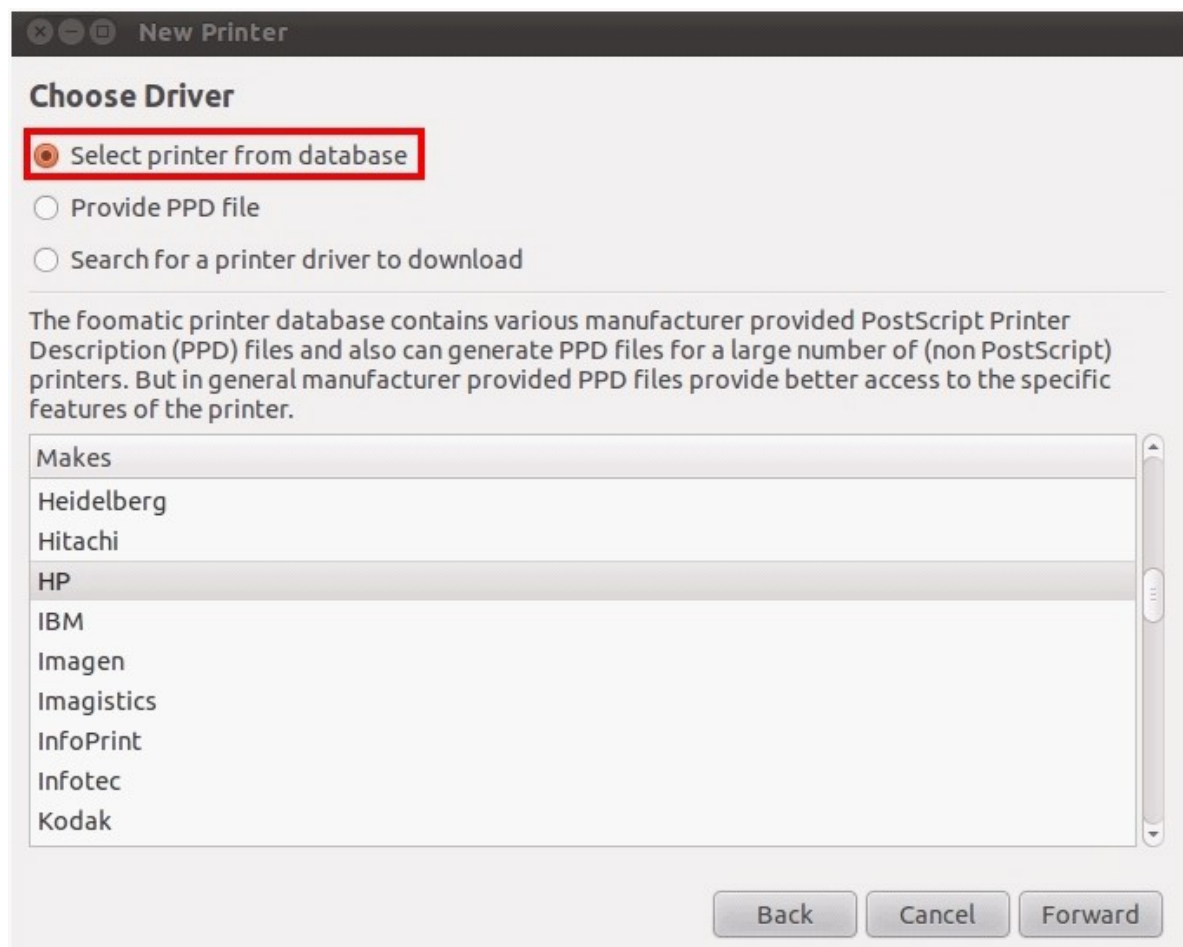 New Printer
Choose Driver
Select printer from database
Provide PPD file
Search for a printer driver to download
The foomatic printer database contains various manufacturer provided PostScript Printer
Description (PPD) files and also can generate PPD files for a large number of (non PostScript)
printers. But in general manufacturer provided PPD files provide better access to the specific
features of the printer.
Makes
Heidelberg
Hitachi
HP
IBM
Imagen
Imagistics
InfoPrint
Infotec
Kodak
Back Cancel Forward